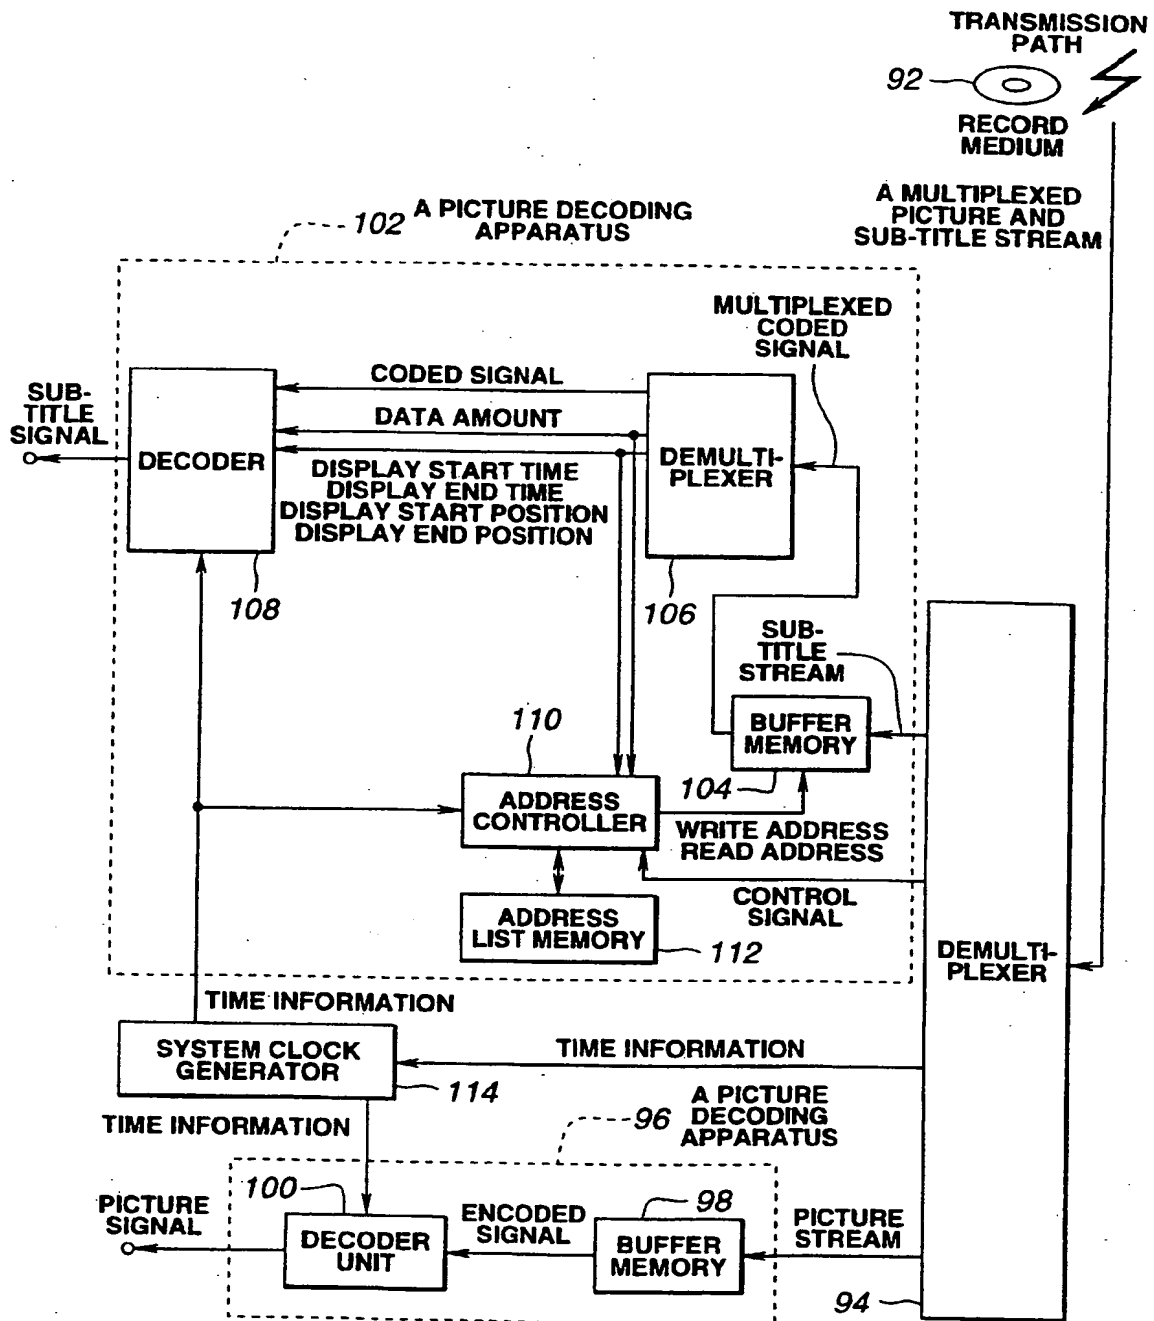 TRANSMISSION
PATH
92
RECORD
MEDIUM
A MULTIPLEXED
PICTURE AND
SUB-TITLE STREAM
102
A PICTURE DECODING
APPARATUS
MULTIPLEXED
CODED
SIGNAL
SUB-
TITLE
SIGNAL
CODED SIGNAL
DATA AMOUNT
DECODER
DEMULTI-
PLEXER
DISPLAY START TIME
DISPLAY END TIME
DISPLAY START POSITION
DISPLAY END POSITION
108
106
SUB-
TITLE
STREAM
110
BUFFER
MEMORY
104
ADDRESS
CONTROLLER
WRITE ADDRESS
READ ADDRESS
CONTROL
SIGNAL
ADDRESS
LIST MEMORY
112
DEMULTI-
PLEXER
TIME INFORMATION
SYSTEM CLOCK
GENERATOR
114
TIME INFORMATION
TIME INFORMATION
96
A PICTURE
DECODING
APPARATUS
100
98
PICTURE
SIGNAL
DECODER
UNIT
ENCODED
SIGNAL
BUFFER
MEMORY
PICTURE
STREAM
94